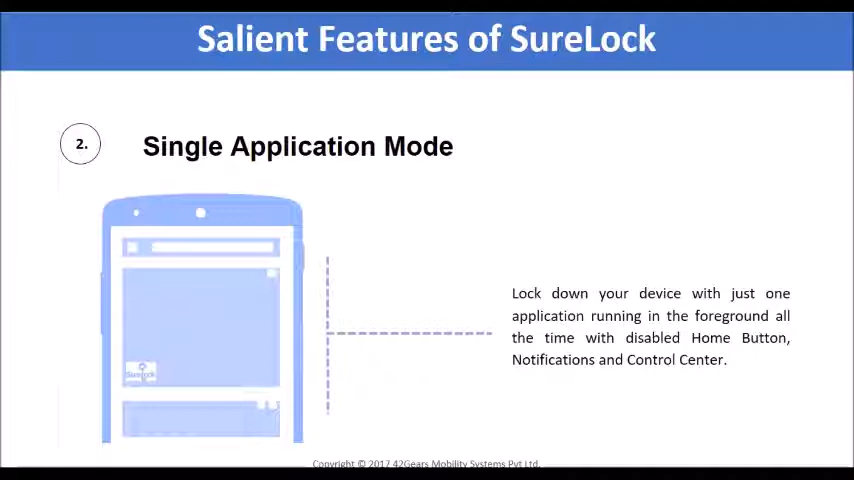 Salient Features of SureLock
2.
Single Application Mode
Lock down your device with just one
application running in the foreground all
the time with disabled Home Button,
Notifications and Control Center.
SureLock
Copyright © 2017 42Gears Mobility Systems Pvt Ltd.